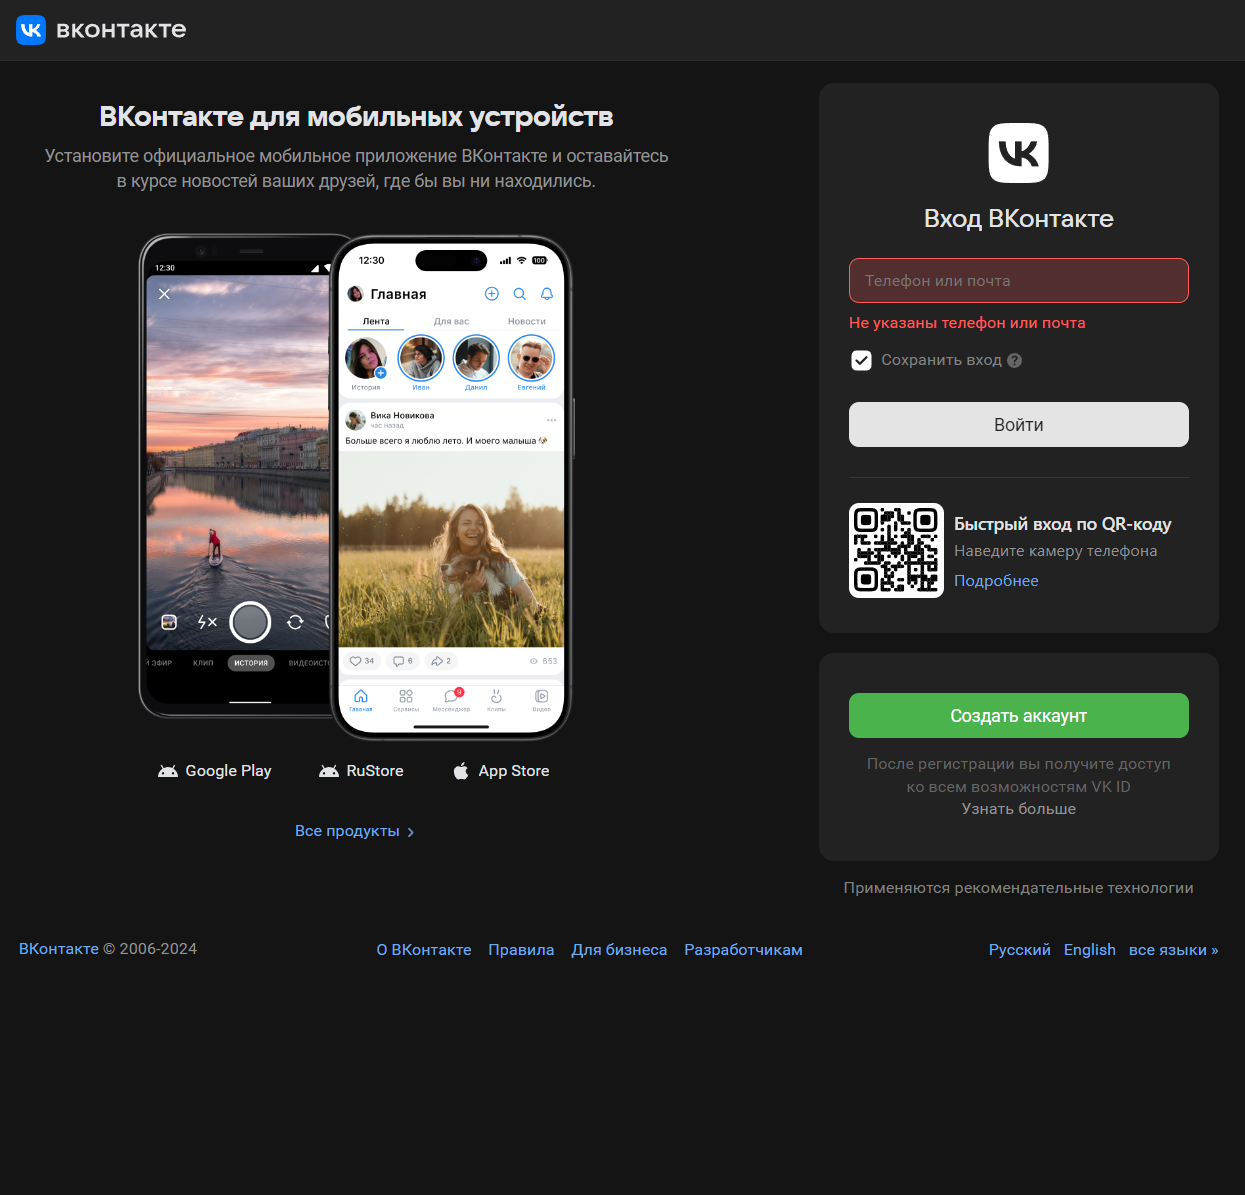 вконтакте
ВКонтакте для мобильных устройств
Установите официальное мобильное приложение ВКонтакте и оставайтесь
в курсе новостей ваших друзей, где бы вы ни находились.
12:30
ЭФИР
КЛИП
ИСТОРИЯ
12:30
100
Главная
Лента
Для вас
Новости
История
Иван
Данил
Евгений
Вика Новикова
час назад
Больше всего я люблю лето. И моего малыша
34
6
2
653
Главная
Сервисы
Мессенджер
Клипы
Видео
Google Play
RuStore
App Store
Все продукты
Вход ВКонтакте
Телефон или почта
Не указаны телефон или почта
Сохранить вход ?
Войти
Быстрый вход по QR-коду
Наведите камеру телефона
Подробнее
Создать аккаунт
После регистрации вы получите доступ
ко всем возможностям VK ID
Узнать больше
Применяются рекомендательные технологии
ВКонтакте © 2006-2024
О ВКонтакте Правила Для бизнеса Разработчикам
Русский English все языки »